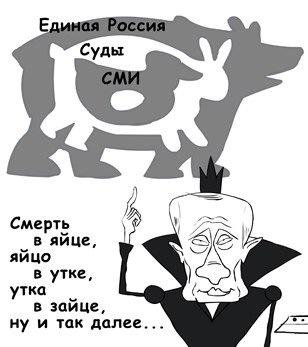 Единая Россия
Суды
СМИ
Смерть
в яйце,
яйцо
в утке,
утка
в зайце,
ну и так далее...